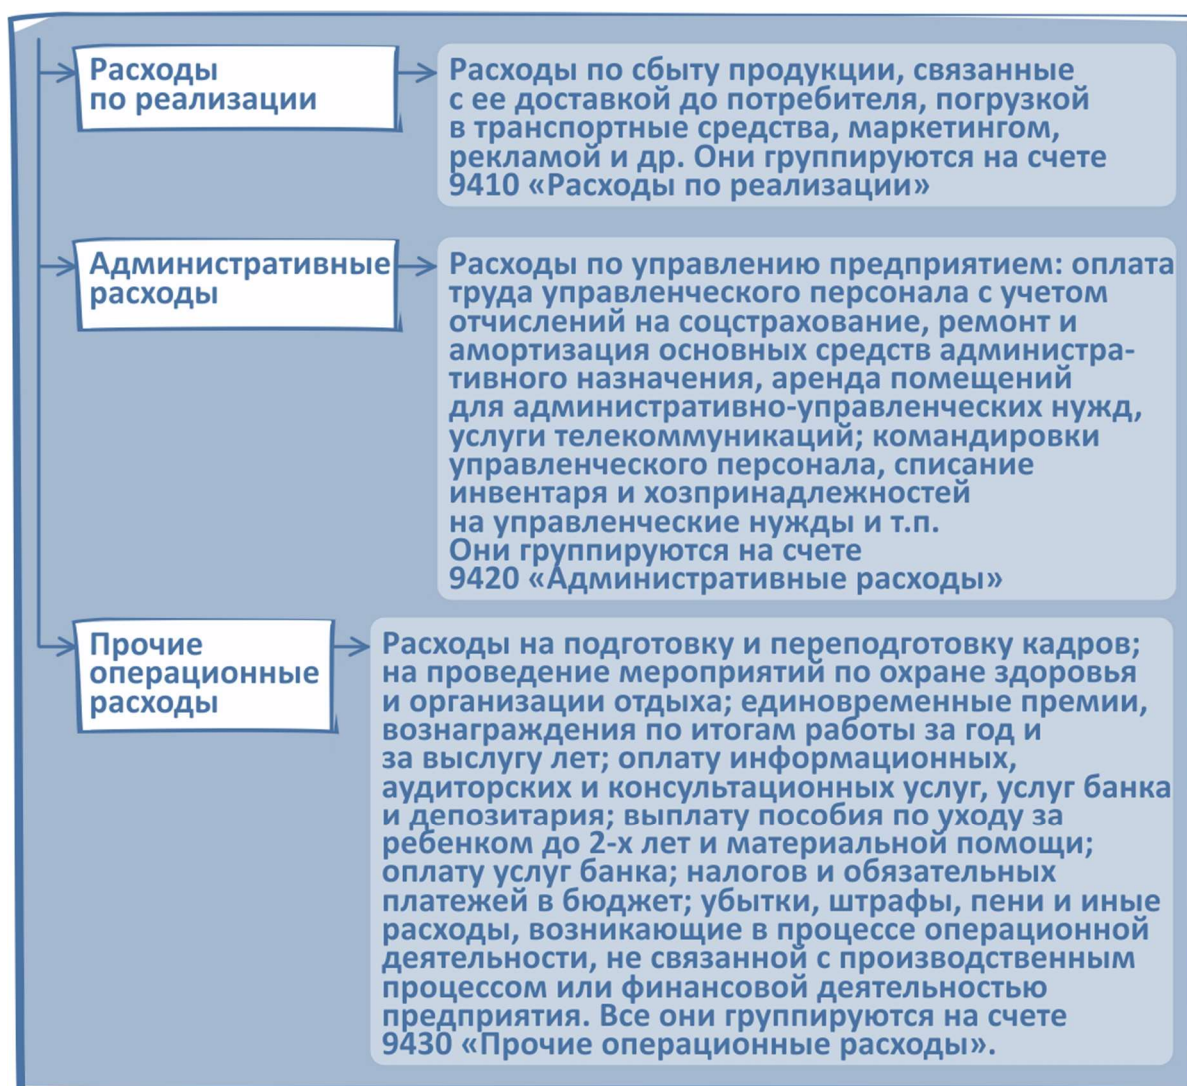 Расходы
по реализации
Расходы по сбыту продукции, связанные
с ее доставкой до потребителя, погрузкой
в транспортные средства, маркетингом,
рекламой и др. Они группируются на счете
9410 «Расходы по реализации»
Административные
расходы
Расходы по управлению предприятием: оплата
труда управленческого персонала с учетом
отчислений на соцстрахование, ремонт и
амортизация основных средств администра-
тивного назначения, аренда помещений
для административно-управленческих нужд,
услуги телекоммуникаций; командировки
управленческого персонала, списание
инвентаря и хозпринадлежностей
на управленческие нужды и т.п.
Они группируются на счете
9420 «Административные расходы»
Прочие
операционные
расходы
Расходы на подготовку и переподготовку кадров;
на проведение мероприятий по охране здоровья
и организации отдыха; единовременные премии,
вознаграждения по итогам работы за год и
за выслугу лет; оплату информационных,
аудиторских и консультационных услуг, услуг банка
и депозитария; выплату пособия по уходу за
ребенком до 2-х лет и материальной помощи;
оплату услуг банка; налогов и обязательных
платежей в бюджет; убытки, штрафы, пени и иные
расходы, возникающие в процессе операционной
деятельности, не связанной с производственным
процессом или финансовой деятельностью
предприятия. Все они группируются на счете
9430 «Прочие операционные расходы».